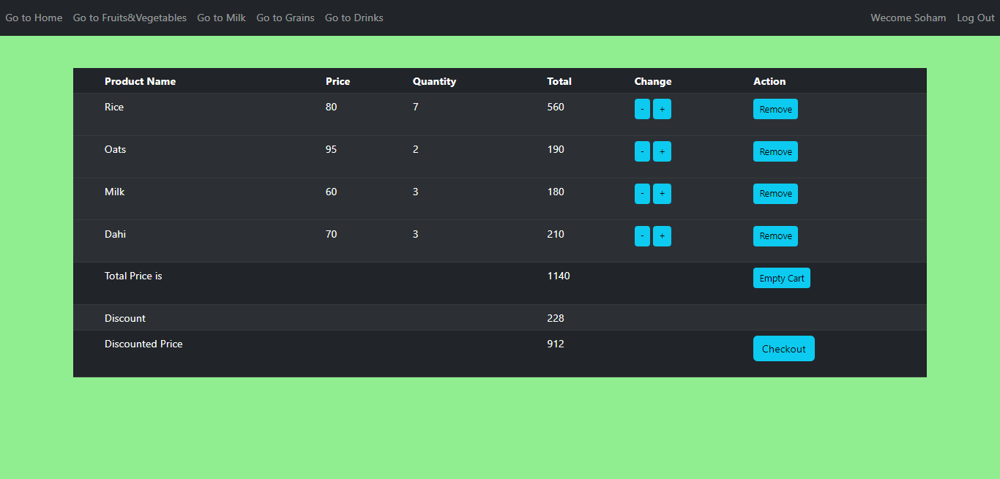 Go to Home Go to Fruits&Vegetables Go to Milk Go to Grains Go to Drinks Wecome Soham Log Out
Product Name Price Quantity Total Change Action
Rice 80 7 560 - + Remove
Oats 95 2 190 - + Remove
Milk 60 3 180 - + Remove
Dahi 70 3 210 - + Remove
Total Price is 1140 Empty Cart
Discount 228
Discounted Price 912 Checkout